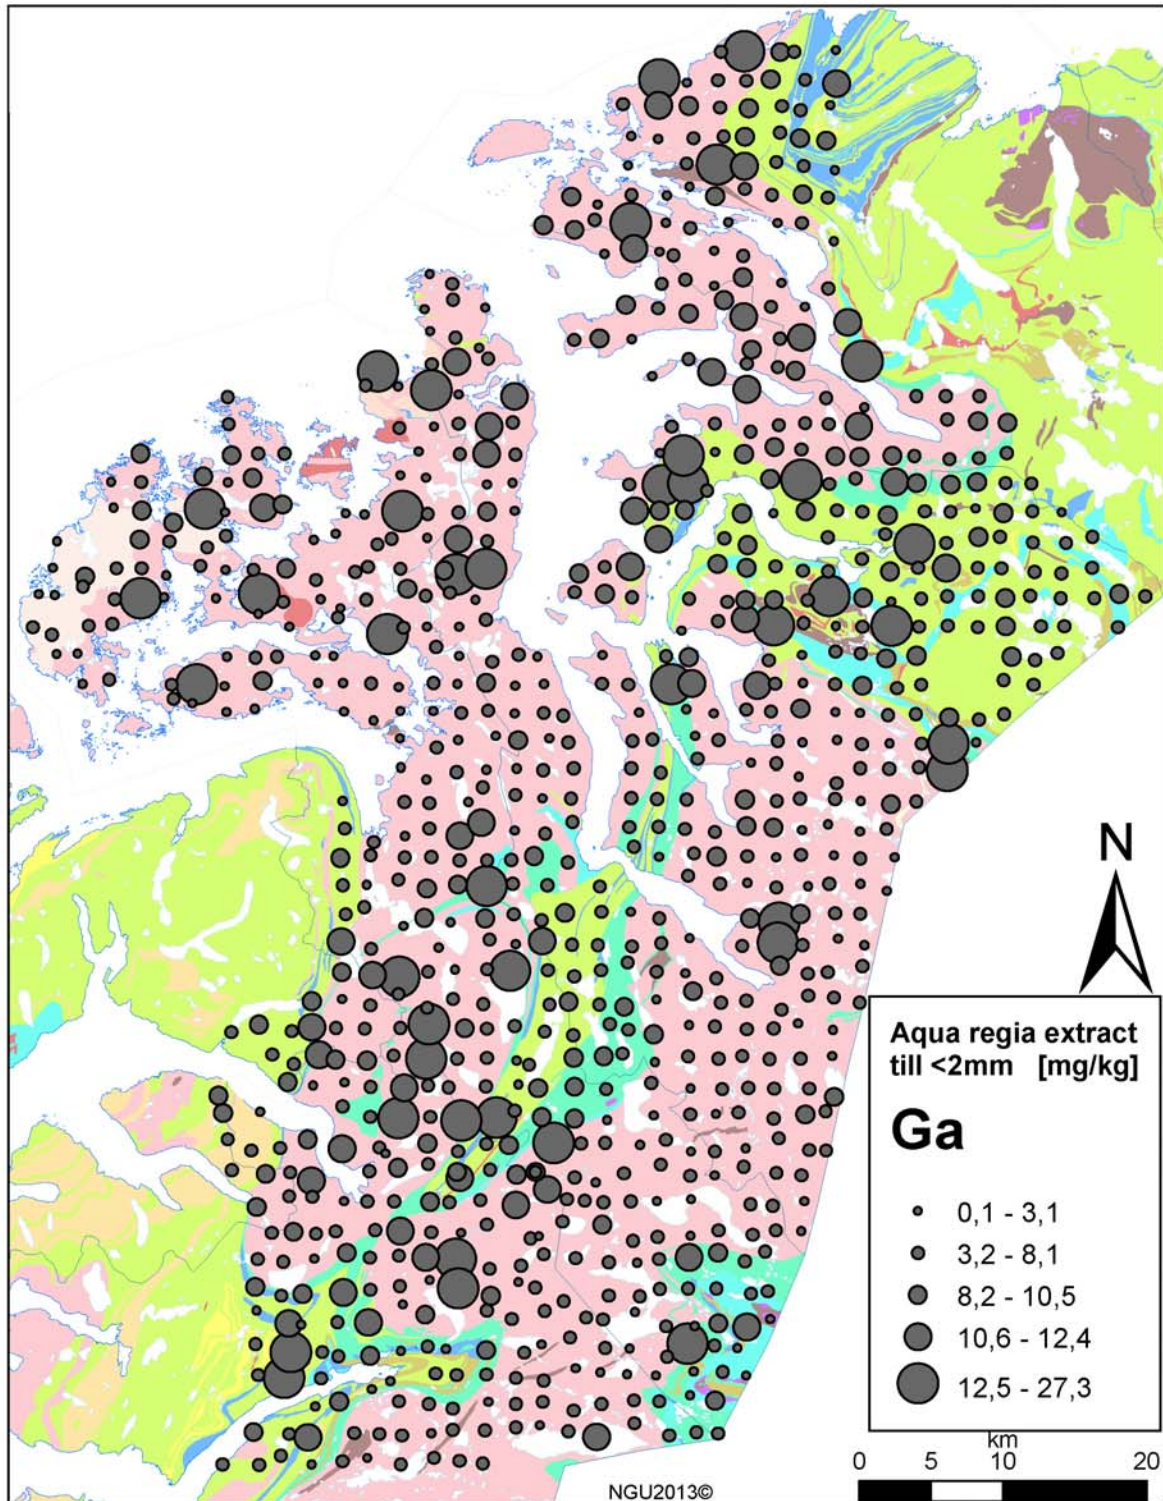 N
Aqua regia extract
till <2mm [mg/kg]
Ga
0,1 - 3,1
3,2 - 8,1
8,2 - 10,5
10,6 - 12,4
12,5 - 27,3
km
0 5 10 20
NGU2013©